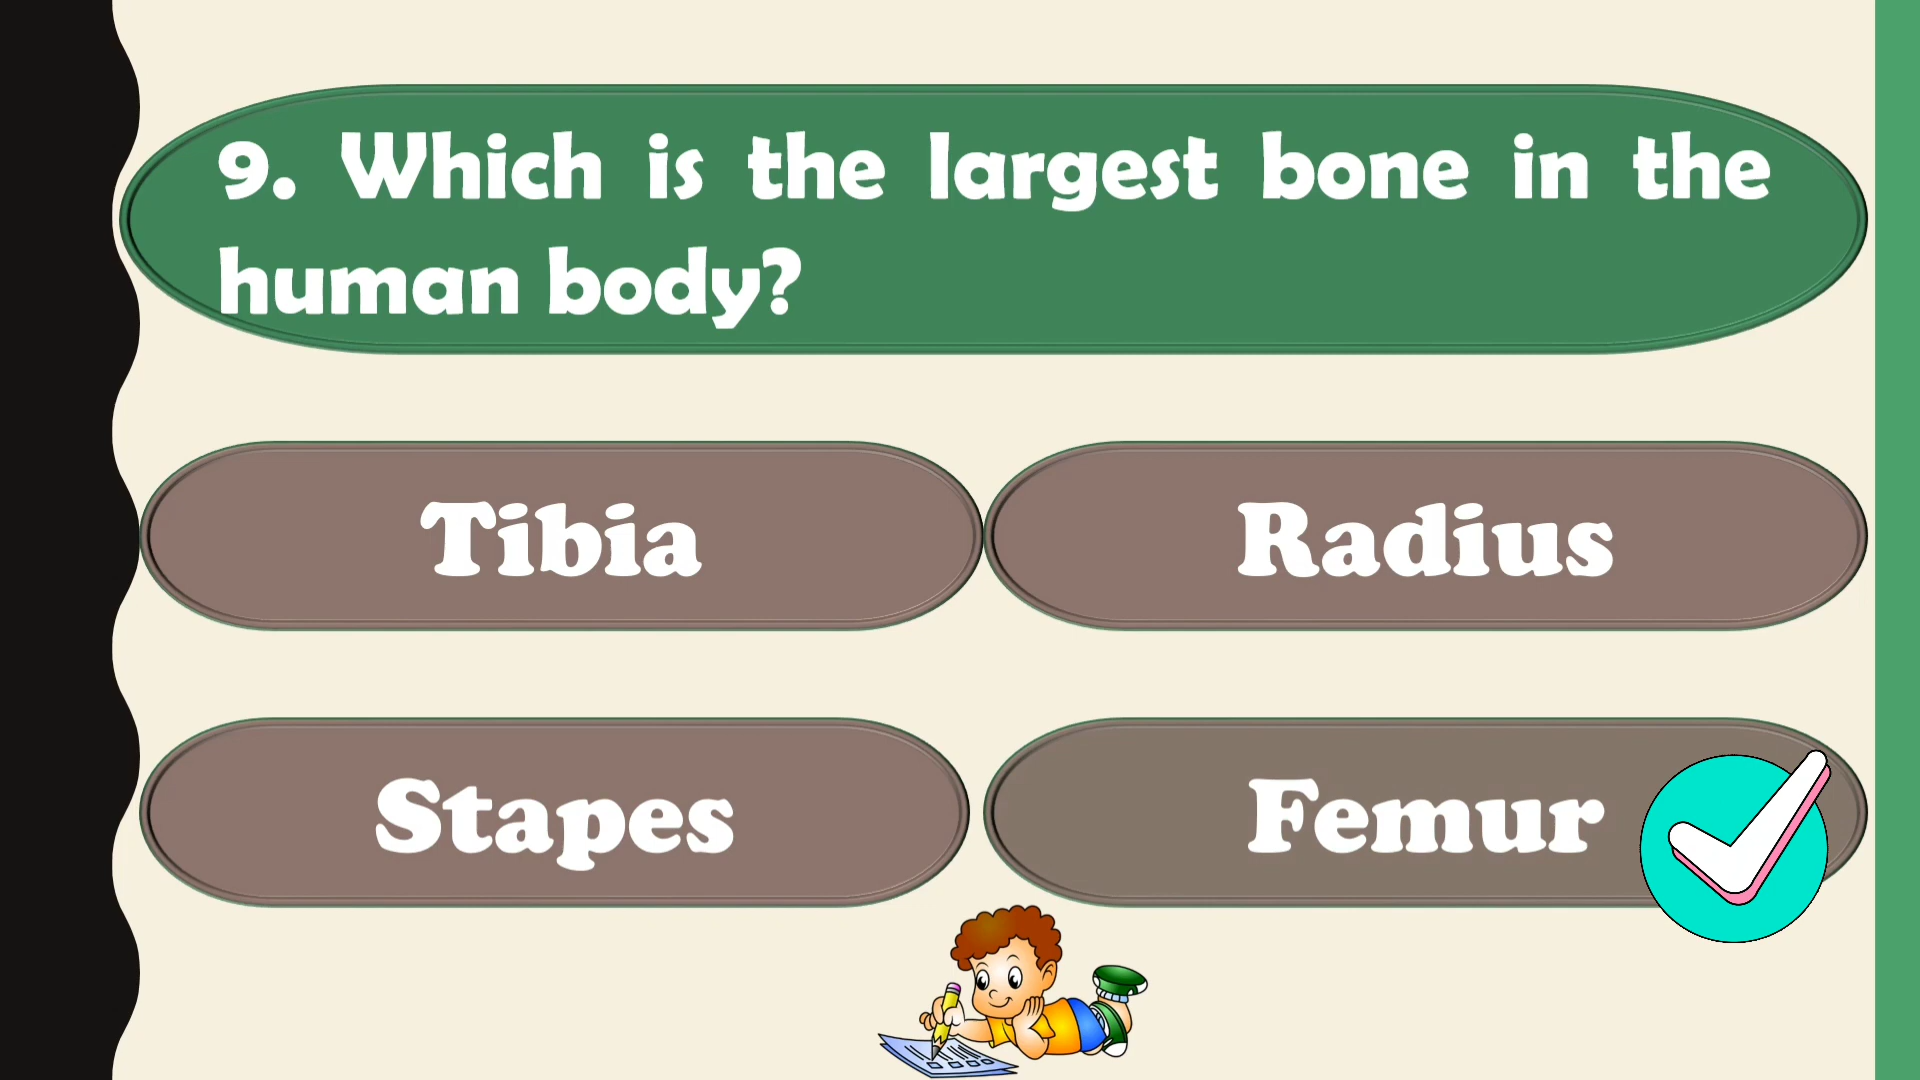 9. Which is the largest bone in the
human body?
Tibia
Radius
Stapes
Femur